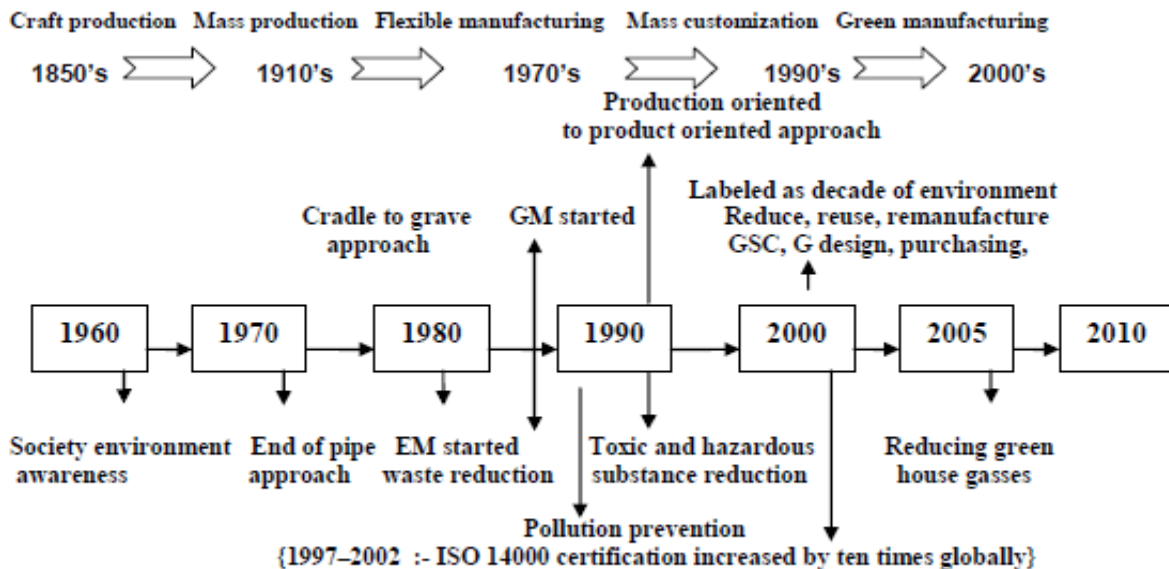 Craft production Mass production Flexible manufacturing Mass customization Green manufacturing
1850's 1910's 1970's 1990's 2000's
Production oriented
to product oriented approach
Labeled as decade of environment
Reduce, reuse, remanufacture
GSC, G design, purchasing,
Cradle to grave
approach
GM started
1960 1970 1980 1990 2000 2005 2010
Society environment
awareness
End of pipe
approach
EM started
waste reduction
Toxic and hazardous
substance reduction
Reducing green
house gasses
Pollution prevention
{1997–2002 :- ISO 14000 certification increased by ten times globally}